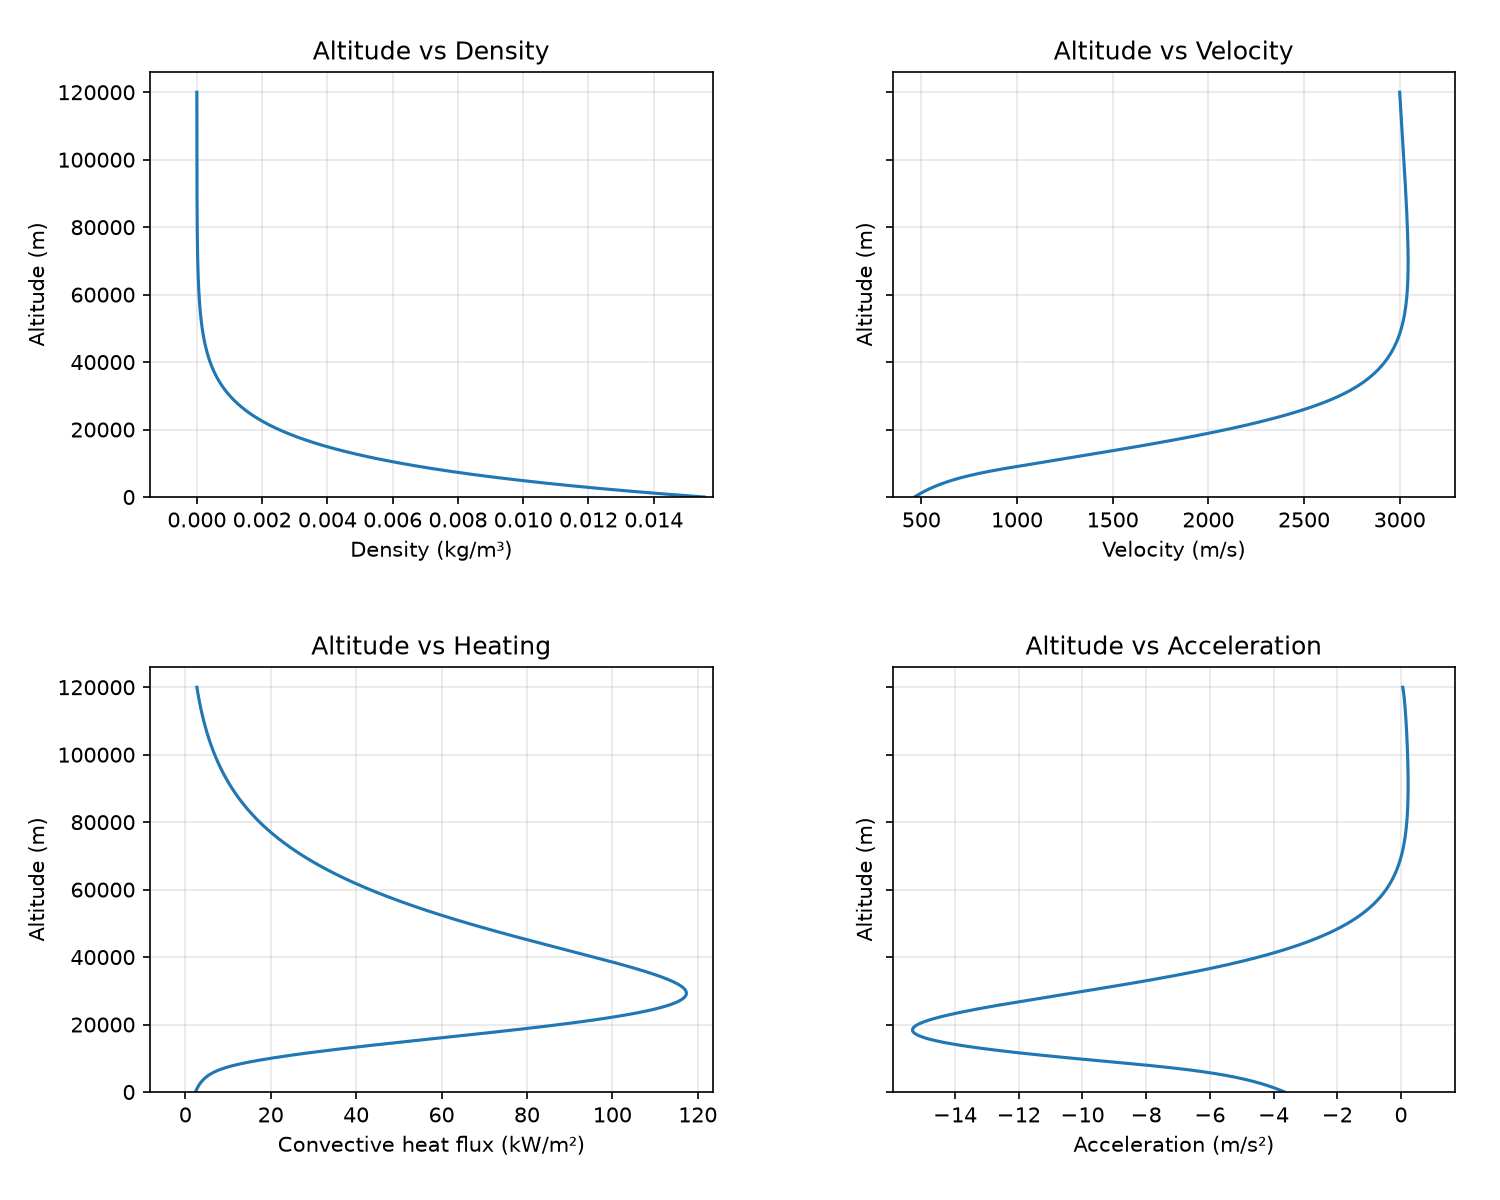 Altitude vs Density
Altitude (m)
120000
100000
80000
60000
40000
20000
0
0.000 0.002 0.004 0.006 0.008 0.010 0.012 0.014
Density (kg/m³)
Altitude vs Velocity
Altitude (m)
500 1000 1500 2000 2500 3000
Velocity (m/s)
Altitude vs Heating
Altitude (m)
120000
100000
80000
60000
40000
20000
0
0 20 40 60 80 100 120
Convective heat flux (kW/m²)
Altitude vs Acceleration
Altitude (m)
−14 −12 −10 −8 −6 −4 −2 0
Acceleration (m/s²)